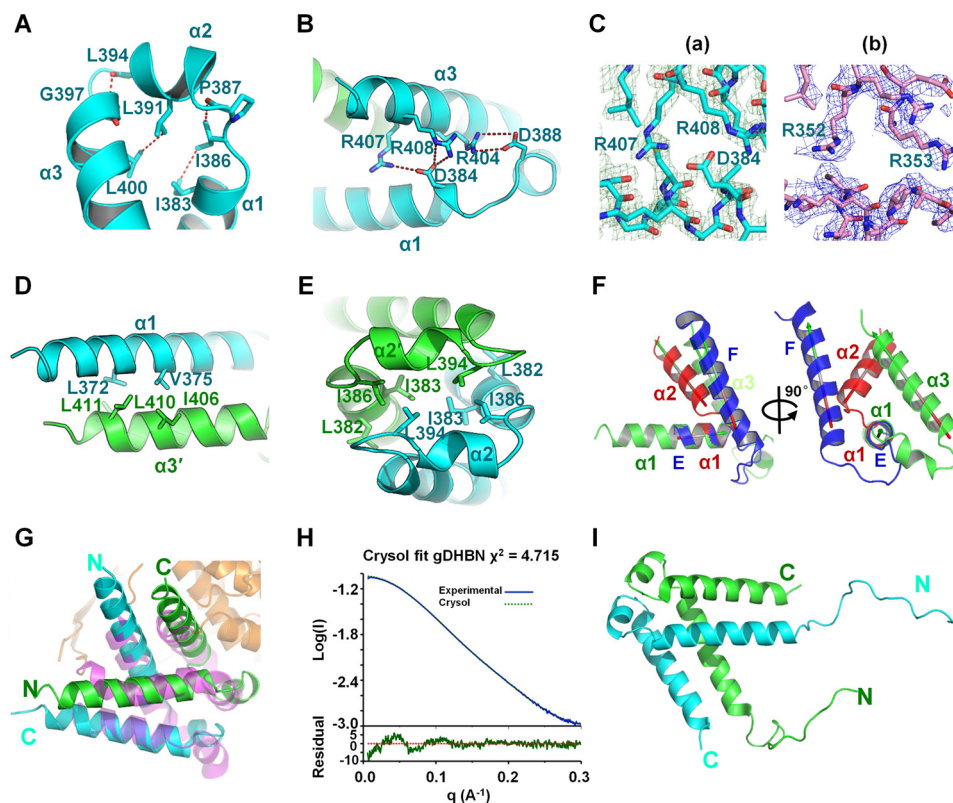 A
α2
L394
P387
G397
L391
I386
L400
α3
I383
α1
B
α3
D388
R407
R408
R404
D384
α1
C
(a)
(b)
R407
R408
D384
R352
R353
D
α1
L372
V375
L411
L410
I406
α3′
E
α2′
L394
L382
I386
I383
I386
I383
L382
L394
α2
F
F
α2
α3
α1
E
α1
90°
F
α2
α3
α1
α1
E
G
N
C
N
C
H
Crysol fit gDHBN χ² = 4.715
Experimental
Crysol
Log(I)
-1.2
-1.8
-2.4
-3.0
Residual
5
0
-10
0.0
0.1
0.2
0.3
q (A⁻¹)
I
C
N
N
C